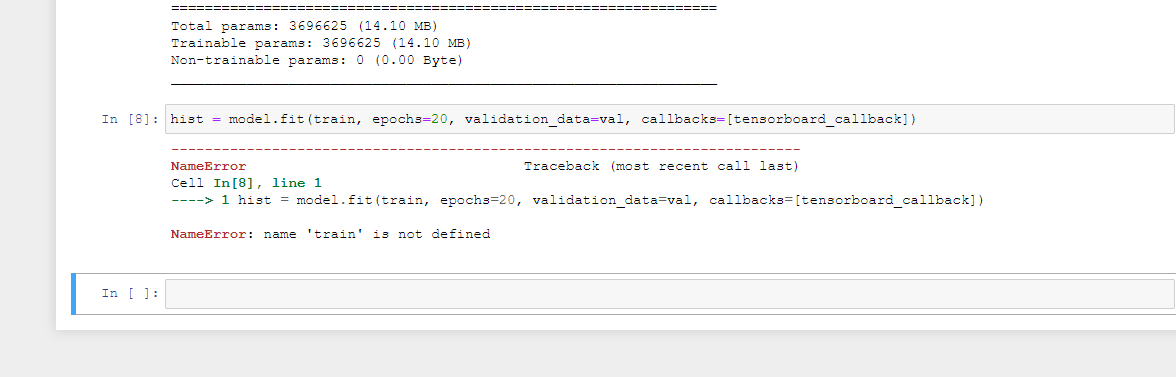 =================================================================
Total params: 3696625 (14.10 MB)
Trainable params: 3696625 (14.10 MB)
Non-trainable params: 0 (0.00 Byte)
_________________________________________________________________
In [8]: hist = model.fit(train, epochs=20, validation_data=val, callbacks=[tensorboard_callback])
---------------------------------------------------------------------------
NameError                                 Traceback (most recent call last)
Cell In[8], line 1
----> 1 hist = model.fit(train, epochs=20, validation_data=val, callbacks=[tensorboard_callback])
NameError: name 'train' is not defined
In [ ]: